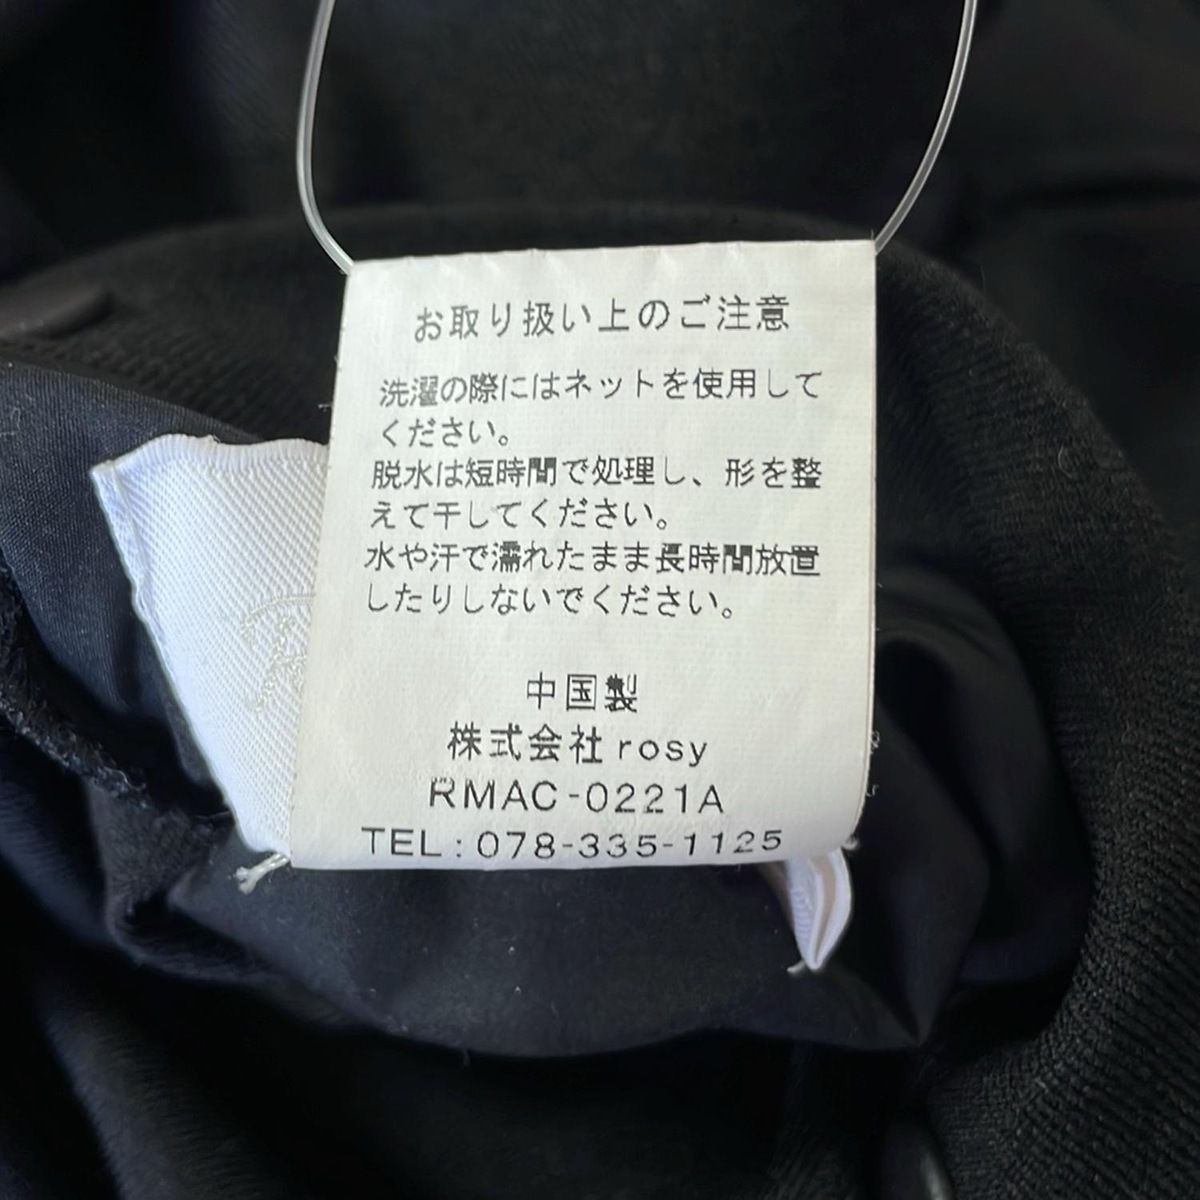 お取り扱い上のご注意
洗濯の際にはネットを使用して
ください。
脱水は短時間で処理し、形を整
えて干してください。
水や汗で濡れたまま長時間放置
したりしないでください。
中国製
株式会社rosy
RMAC-0221A
TEL:078-335-1125